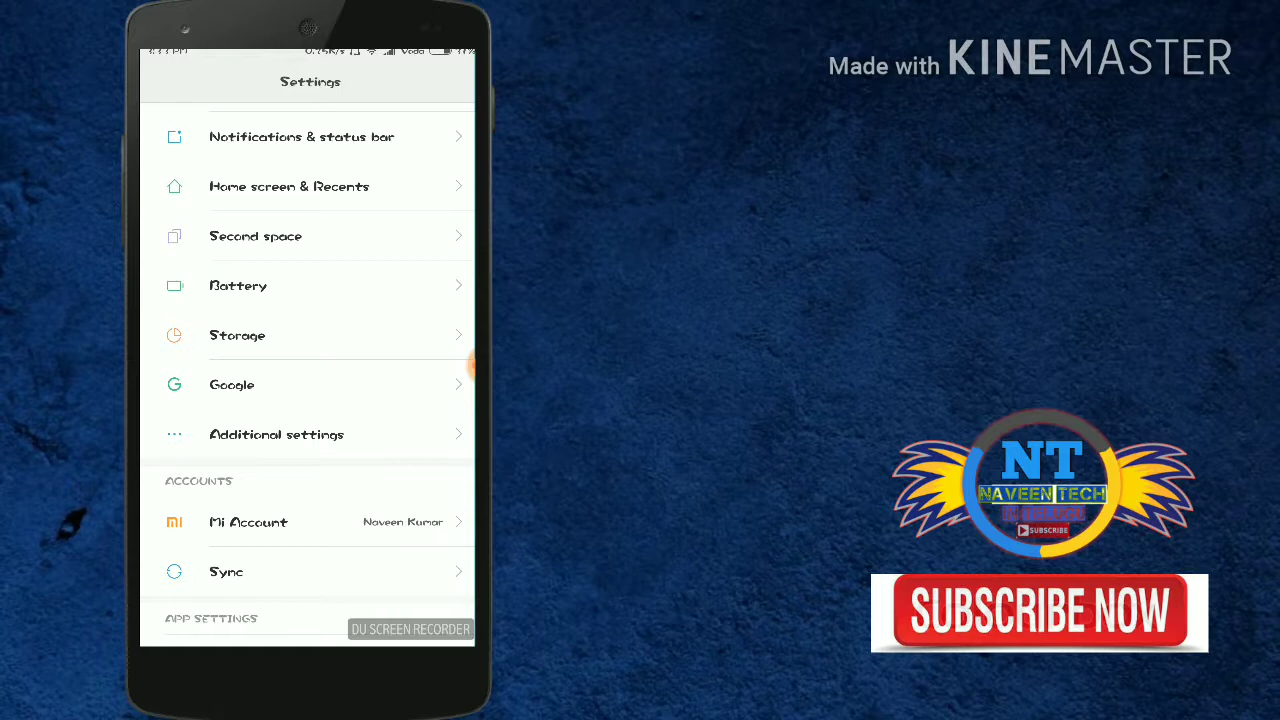 Made with KINEMASTER
Settings
Notifications & status bar
Home screen & Recents
Second space
Battery
Storage
Google
Additional settings
ACCOUNTS
Mi Account Naveen Kumar
Sync
APP SETTINGS
DU SCREEN RECORDER
NT
NAVEEN TECH
SUBSCRIBE
SUBSCRIBE NOW